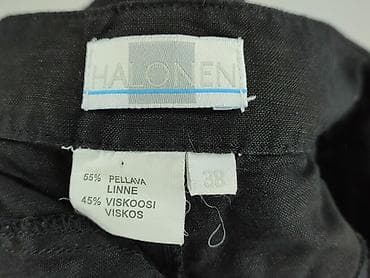 HALONEN
55% PELLAVA
LINNE
45% VISKOOSI
VISKOS
38